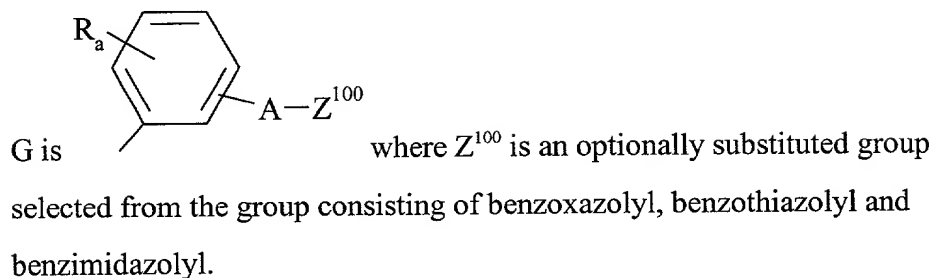 Rₐ
A—Z¹⁰⁰
G is where Z¹⁰⁰ is an optionally substituted group
selected from the group consisting of benzoxazolyl, benzothiazolyl and
benzimidazolyl.